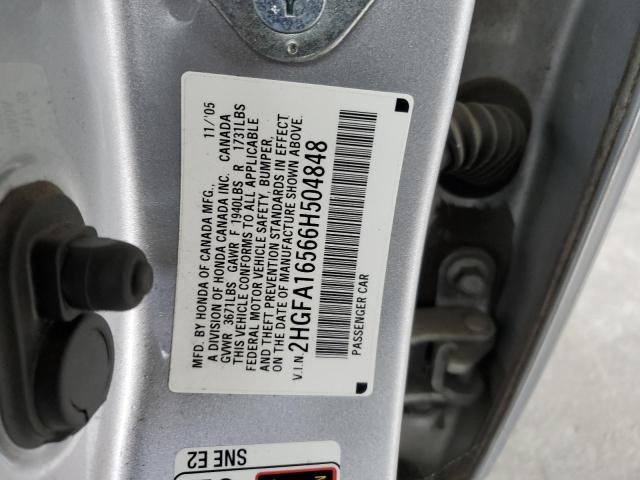 MFD. BY HONDA OF CANADA MFG., 11/'05
A DIVISION OF HONDA CANADA INC. CANADA
GVWR 3671LBS GAWR F 1940LBS R 1731LBS
THIS VEHICLE CONFORMS TO ALL APPLICABLE
FEDERAL MOTOR VEHICLE SAFETY, BUMPER,
AND THEFT PREVENTION STANDARDS IN EFFECT
ON THE DATE OF MANUFACTURE SHOWN ABOVE.
V.I.N. 2HGFA16566H504848
PASSENGER CAR
SNE E2